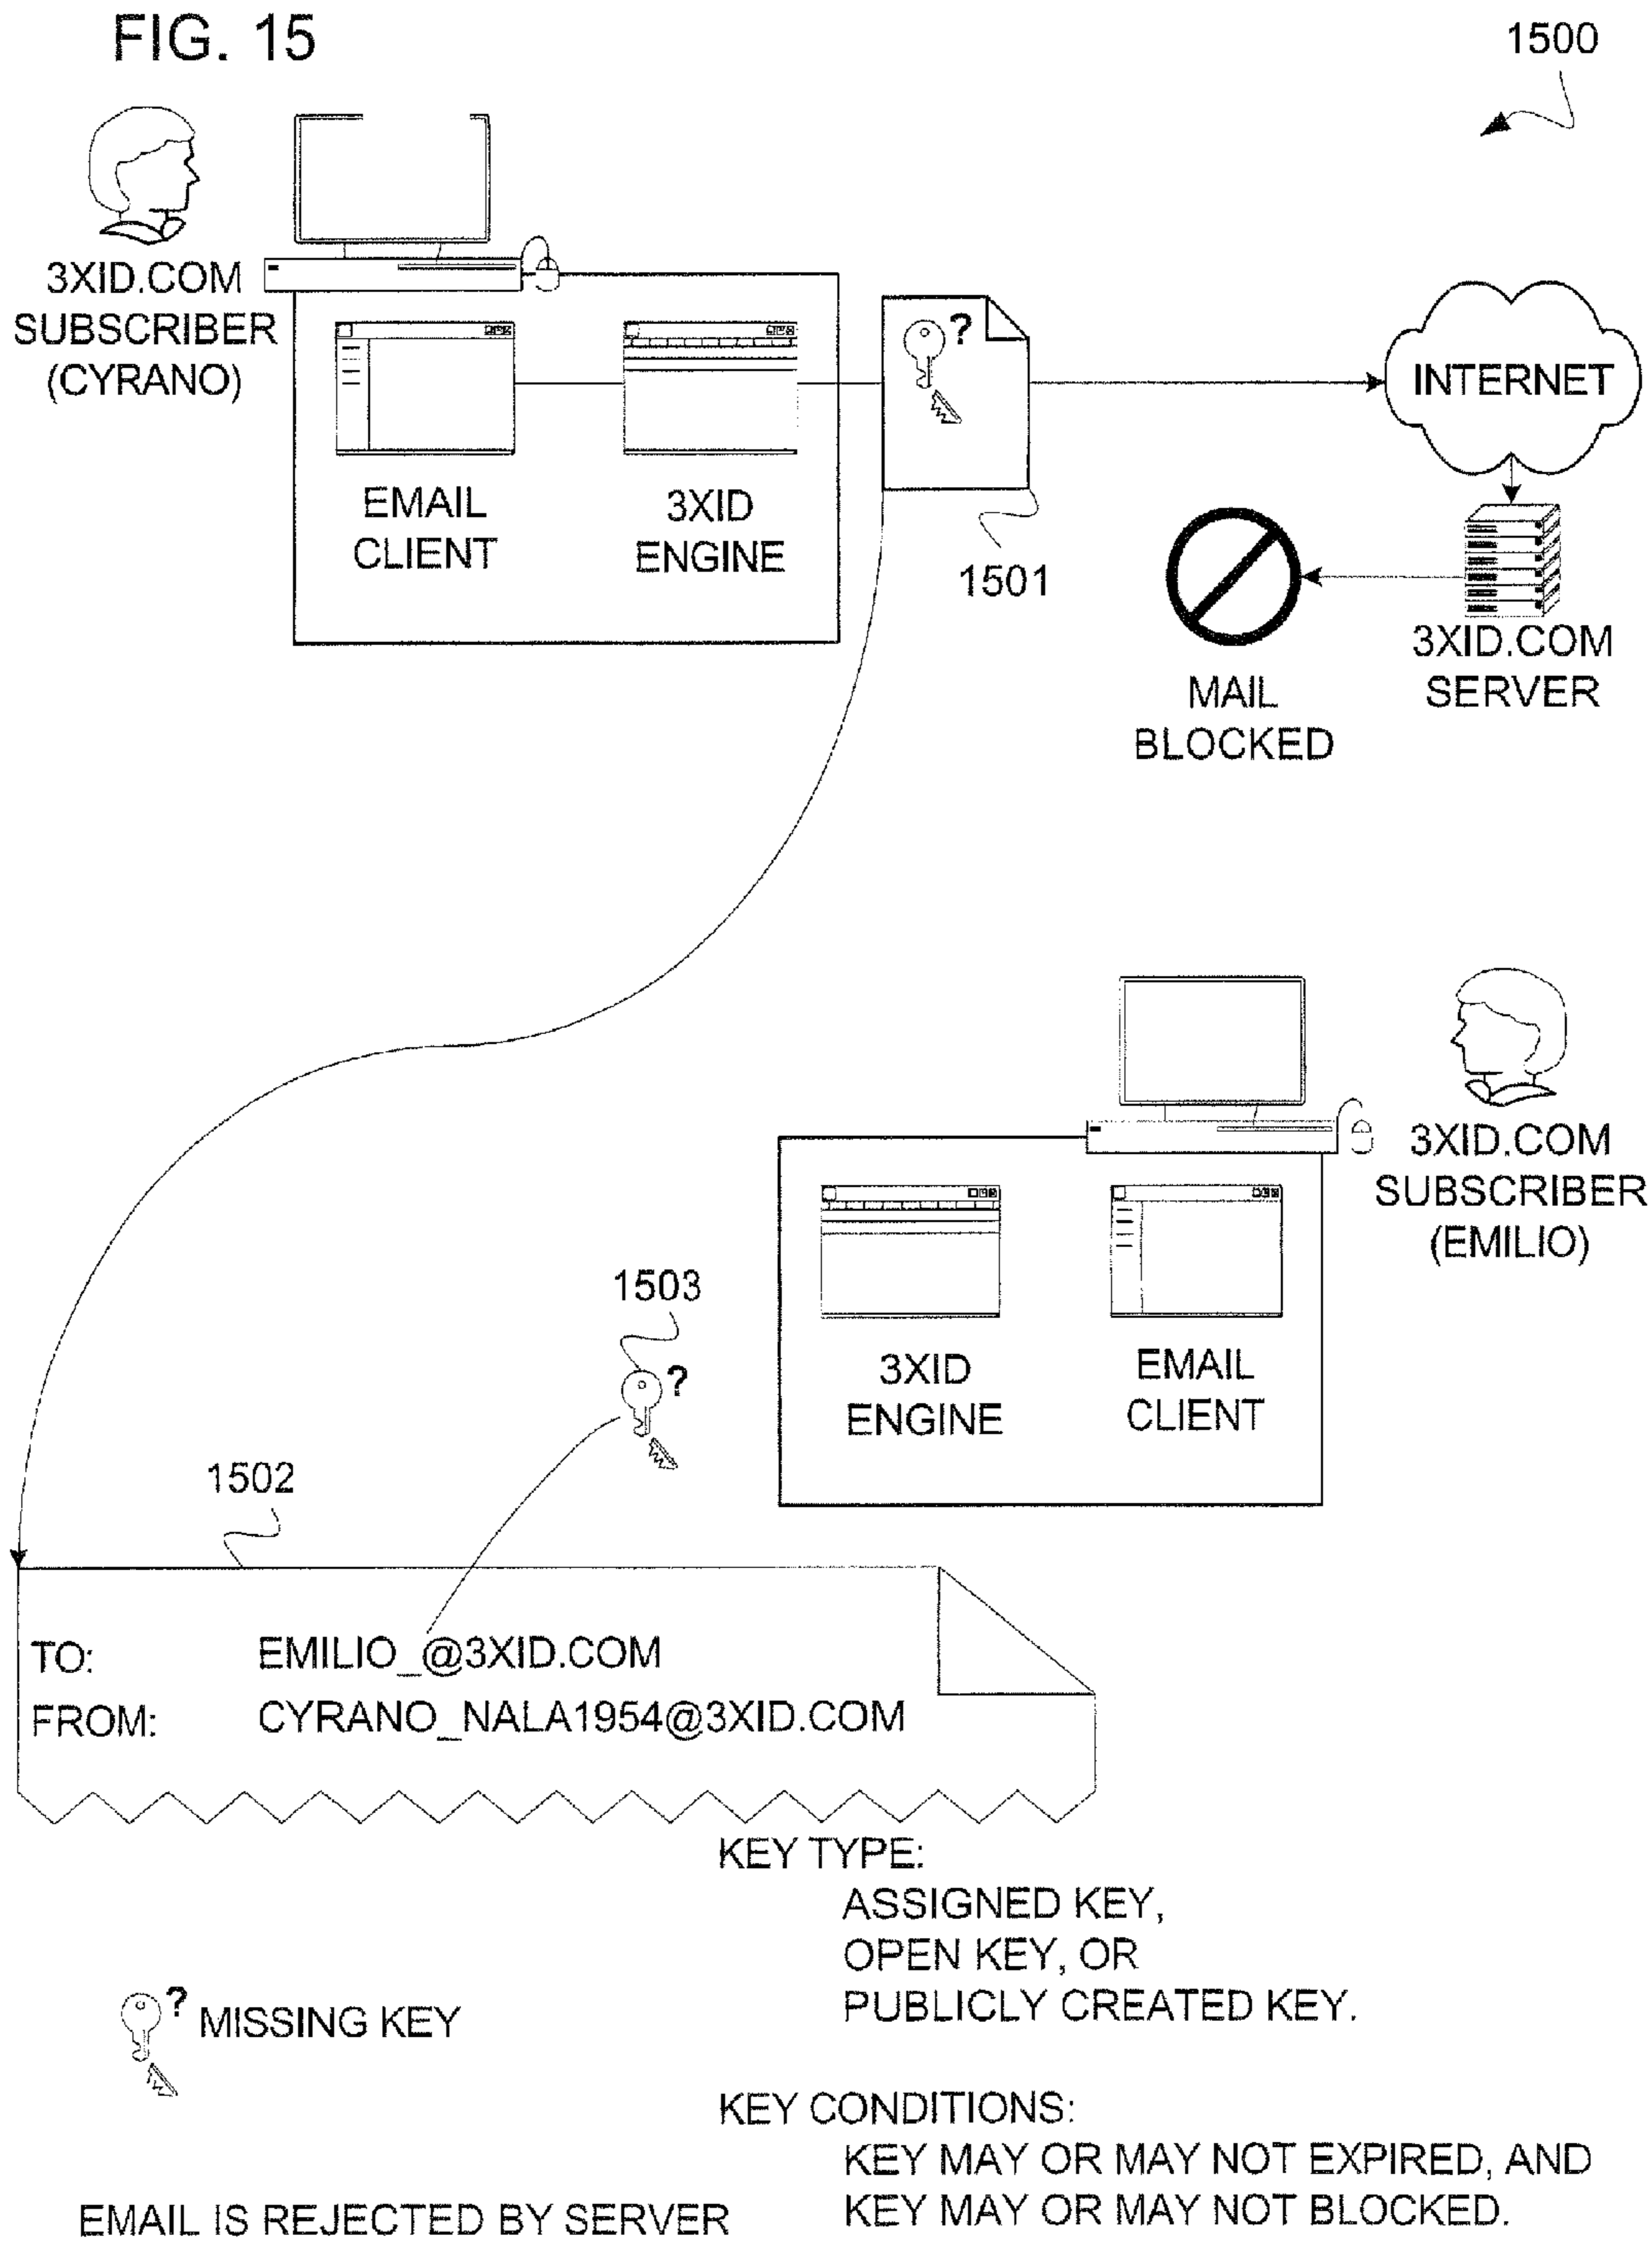 FIG. 15
1500
3XID.COM
SUBSCRIBER
(CYRANO)
EMAIL
CLIENT
3XID
ENGINE
?
1501
INTERNET
3XID.COM
SERVER
MAIL
BLOCKED
3XID.COM
SUBSCRIBER
(EMILIO)
3XID
ENGINE
EMAIL
CLIENT
1503
?
1502
TO: EMILIO_@3XID.COM
FROM: CYRANO_NALA1954@3XID.COM
KEY TYPE:
ASSIGNED KEY,
OPEN KEY, OR
PUBLICLY CREATED KEY.
? MISSING KEY
KEY CONDITIONS:
KEY MAY OR MAY NOT EXPIRED, AND
KEY MAY OR MAY NOT BLOCKED.
EMAIL IS REJECTED BY SERVER